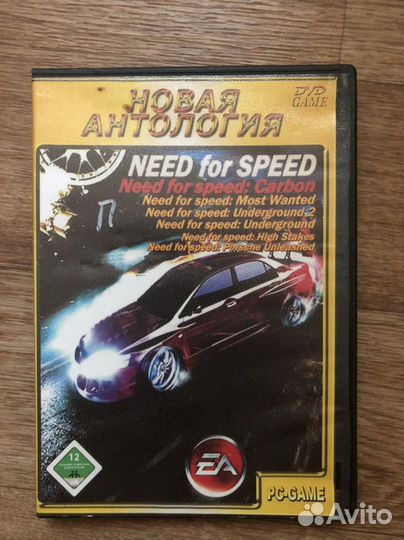 НОВАЯ
АНТОЛОГИЯ
DVD
GAME
NEED for SPEED
Need for speed: Carbon
Need for speed: Most Wanted
Need for speed: Underground 2
Need for speed: Underground
Need for speed: High Stakes
Need for speed: Porsche Unleashed
П
12
EA
PC-GAME
Avito